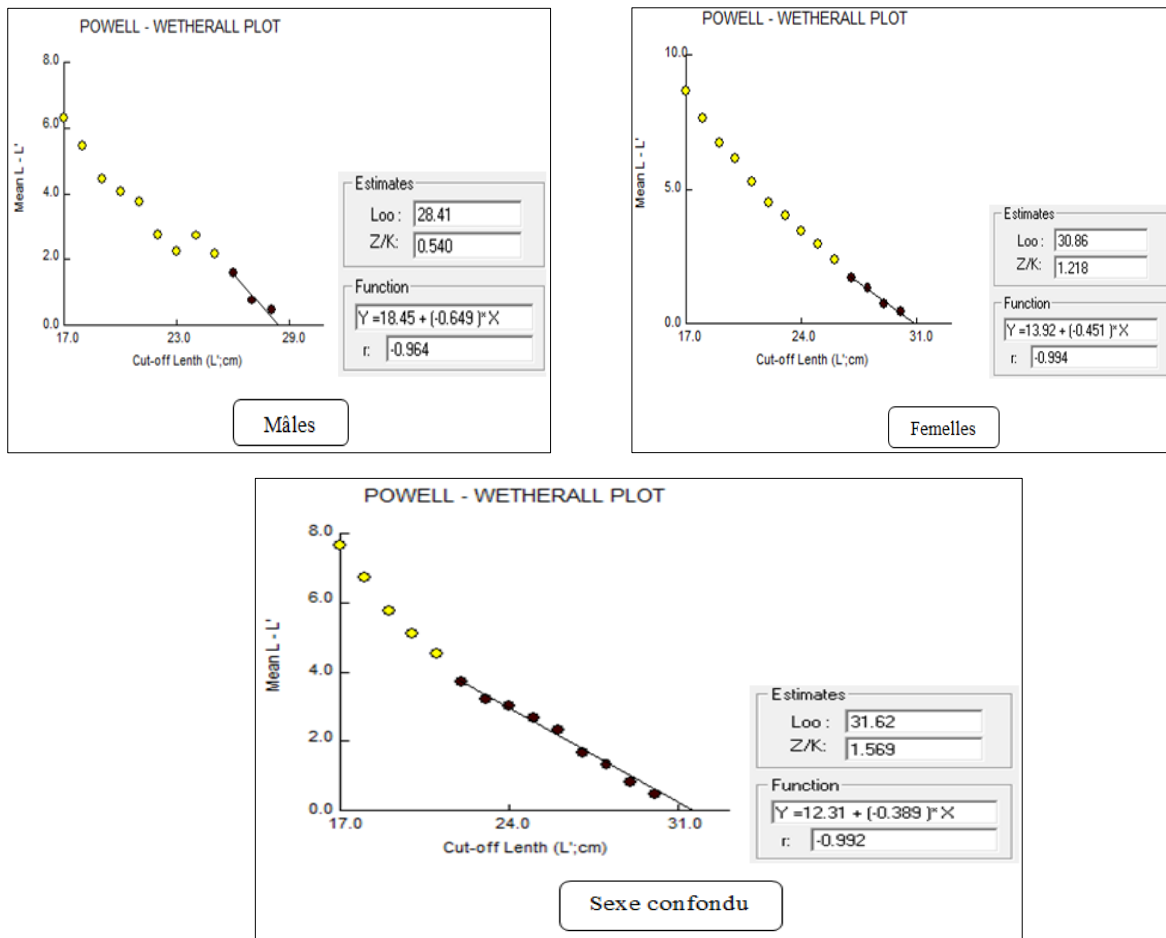 POWELL - WETHERALL PLOT
8.0
6.0
4.0
2.0
0.0
17.0
23.0
29.0
Mean L - L'
Cut-off Lenth (L';cm)
Estimates
Loo : 28.41
Z/K: 0.540
Function
Y =18.45 + (-0.649 )* X
r: -0.964
Mâles
POWELL - WETHERALL PLOT
10.0
5.0
0.0
17.0
24.0
31.0
Mean L - L'
Cut-off Lenth (L';cm)
Estimates
Loo : 30.86
Z/K: 1.218
Function
Y =13.92 + (-0.451 )* X
r: -0.994
Femelles
POWELL - WETHERALL PLOT
8.0
6.0
4.0
2.0
0.0
17.0
24.0
31.0
Mean L - L'
Cut-off Lenth (L';cm)
Estimates
Loo : 31.62
Z/K: 1.569
Function
Y =12.31 + (-0.389 )* X
r: -0.992
Sexe confondu